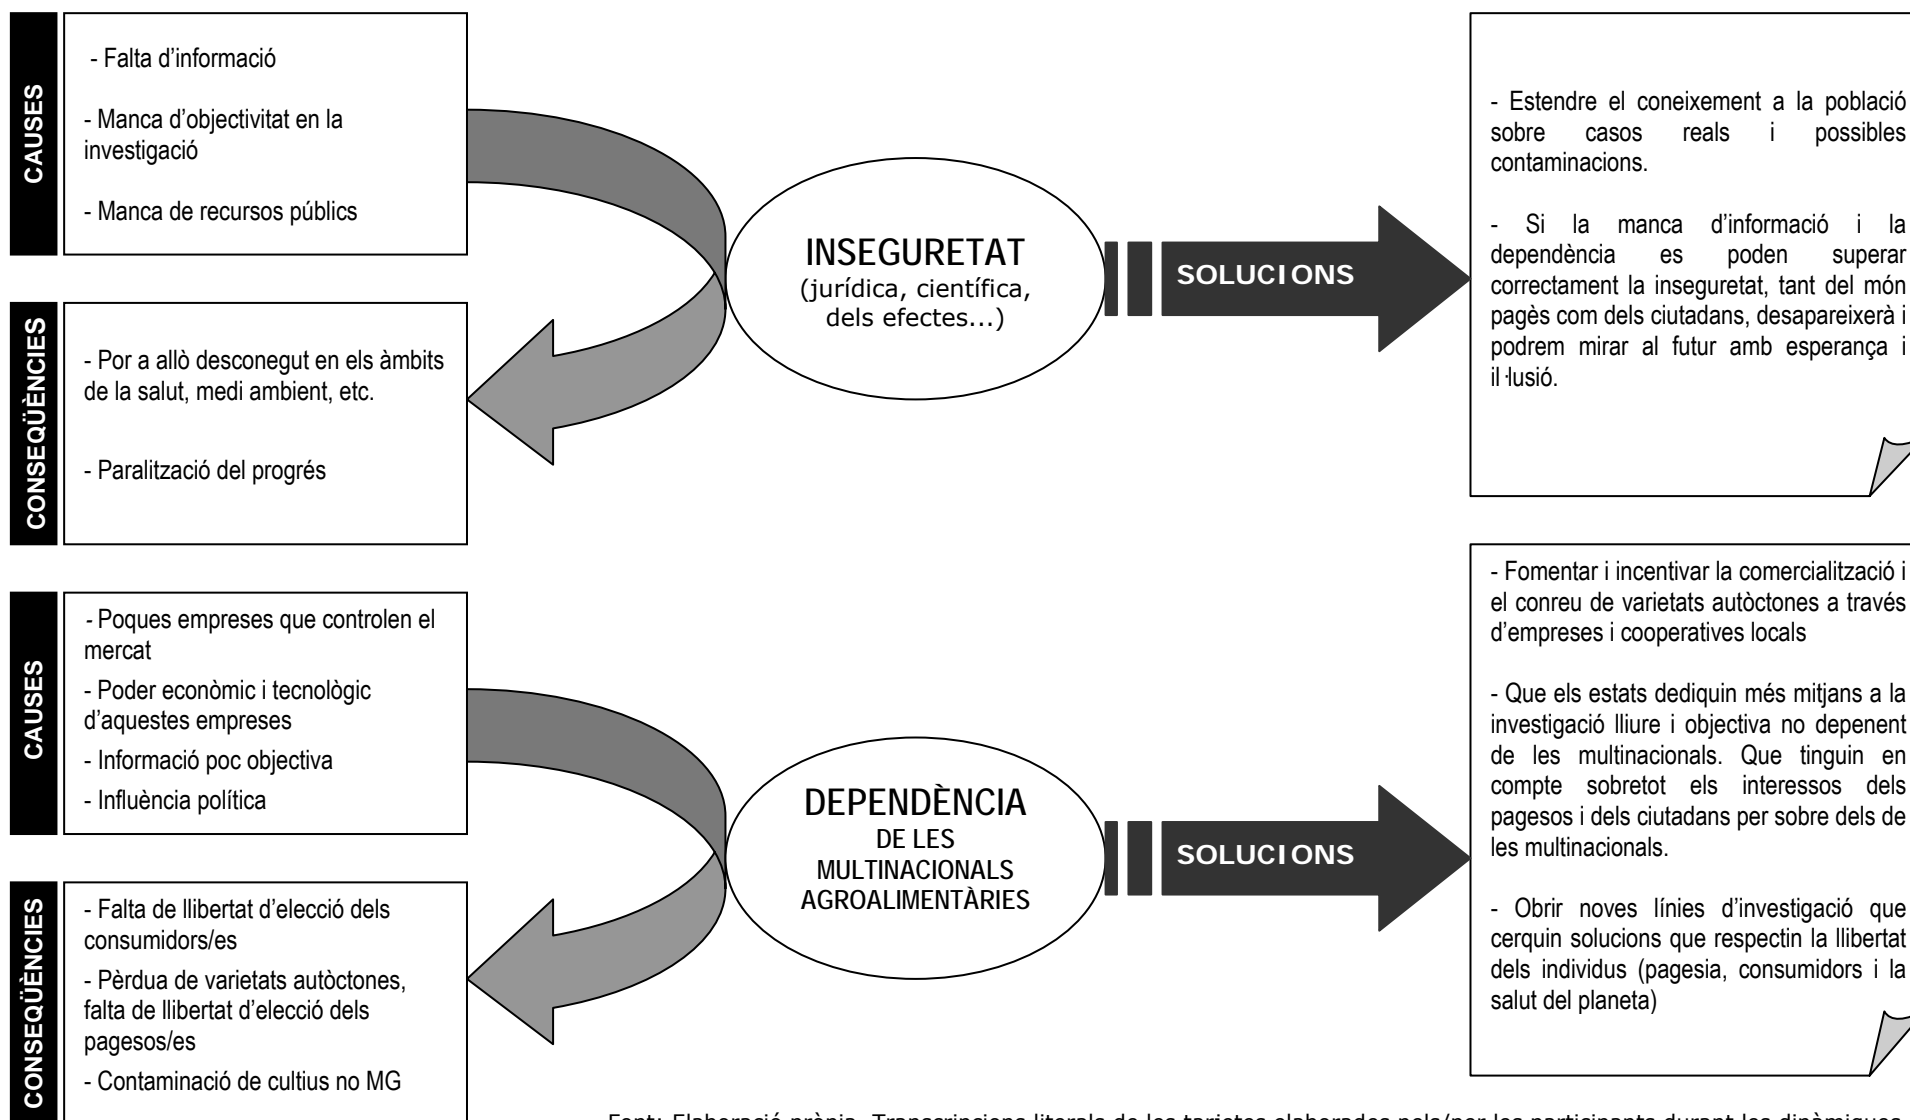 CAUSES
- Falta d’informació
- Manca d’objectivitat en la
investigació
- Manca de recursos públics
CONSEQÜÈNCIES
- Por a allò desconegut en els àmbits
de la salut, medi ambient, etc.
- Paralització del progrés
INSEGURETAT
(jurídica, científica,
dels efectes...)
SOLUCIONS
- Estendre el coneixement a la població
sobre casos reals i possibles
contaminacions.
- Si la manca d’informació i la
dependència es poden superar
correctament la inseguretat, tant del món
pagès com dels ciutadans, desapareixerà i
podrem mirar al futur amb esperança i
il·lusió.
CAUSES
- Poques empreses que controlen el
mercat
- Poder econòmic i tecnològic
d’aquestes empreses
- Informació poc objectiva
- Influència política
CONSEQÜÈNCIES
- Falta de llibertat d’elecció dels
consumidors/es
- Pèrdua de varietats autòctones,
falta de llibertat d’elecció dels
pagesos/es
- Contaminació de cultius no MG
DEPENDÈNCIA
DE LES
MULTINACIONALS
AGROALIMENTÀRIES
SOLUCIONS
- Fomentar i incentivar la comercialització i
el conreu de varietats autòctones a través
d’empreses i cooperatives locals
- Que els estats dediquin més mitjans a la
investigació lliure i objectiva no depenent
de les multinacionals. Que tinguin en
compte sobretot els interessos dels
pagesos i dels ciutadans per sobre dels de
les multinacionals.
- Obrir noves línies d’investigació que
cerquin solucions que respectin la llibertat
dels individus (pagesia, consumidors i la
salut del planeta)
Font: Elaboració pròpia. Transcripcions literals de les targetes elaborades pels/per les participants durant les dinàmiques.